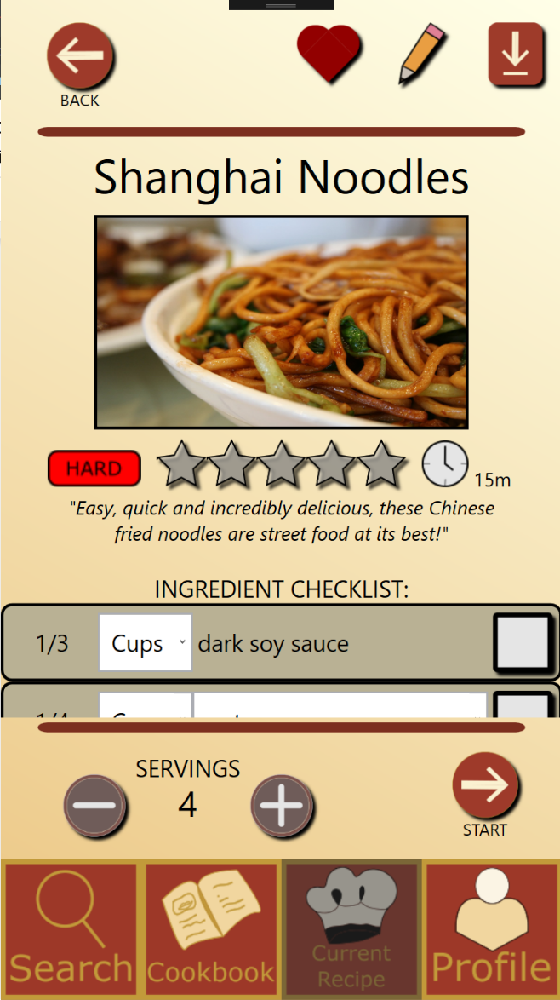 BACK
Shanghai Noodles
HARD
15m
"Easy, quick and incredibly delicious, these Chinese
fried noodles are street food at its best!"
INGREDIENT CHECKLIST:
1/3 Cups dark soy sauce
1/4
SERVINGS
4
START
Search
Cookbook
Current
Recipe
Profile